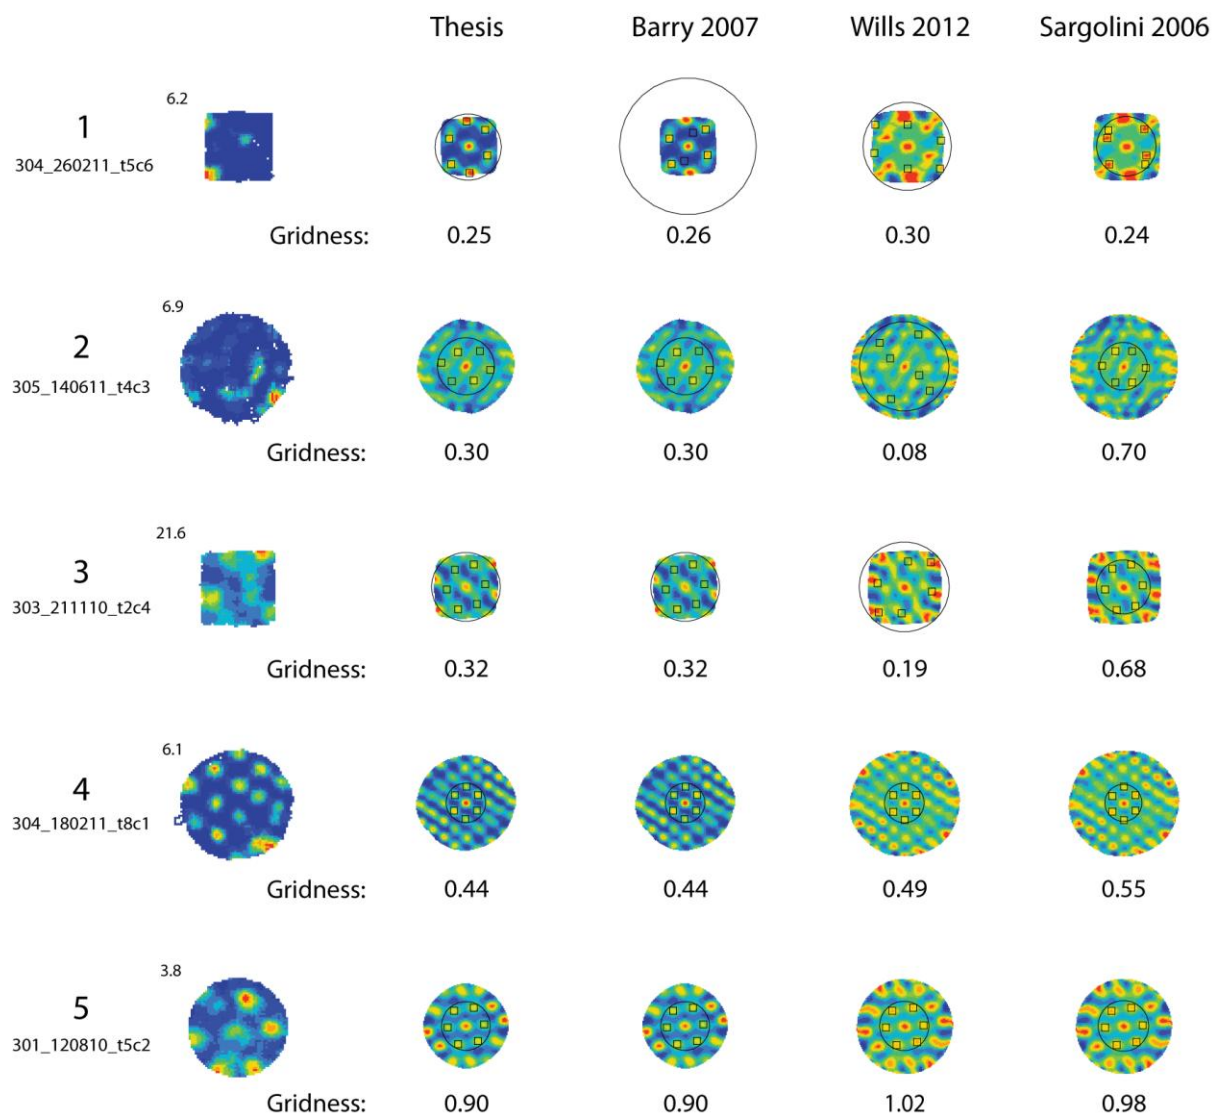 Thesis Barry 2007 Wills 2012 Sargolini 2006
6.2
1
304_260211_t5c6
Gridness: 0.25 0.26 0.30 0.24
6.9
2
305_140611_t4c3
Gridness: 0.30 0.30 0.08 0.70
21.6
3
303_211110_t2c4
Gridness: 0.32 0.32 0.19 0.68
6.1
4
304_180211_t8c1
Gridness: 0.44 0.44 0.49 0.55
3.8
5
301_120810_t5c2
Gridness: 0.90 0.90 1.02 0.98